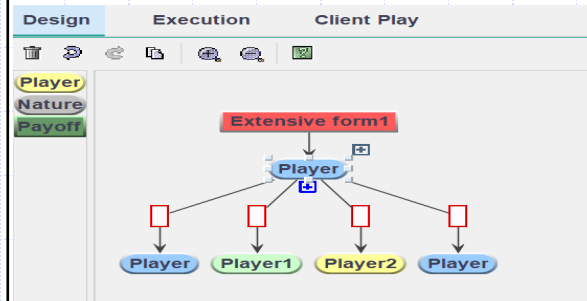 Design Execution Client Play
Player
Nature
Payoff
Extensive form1
Player
Player Player1 Player2 Player